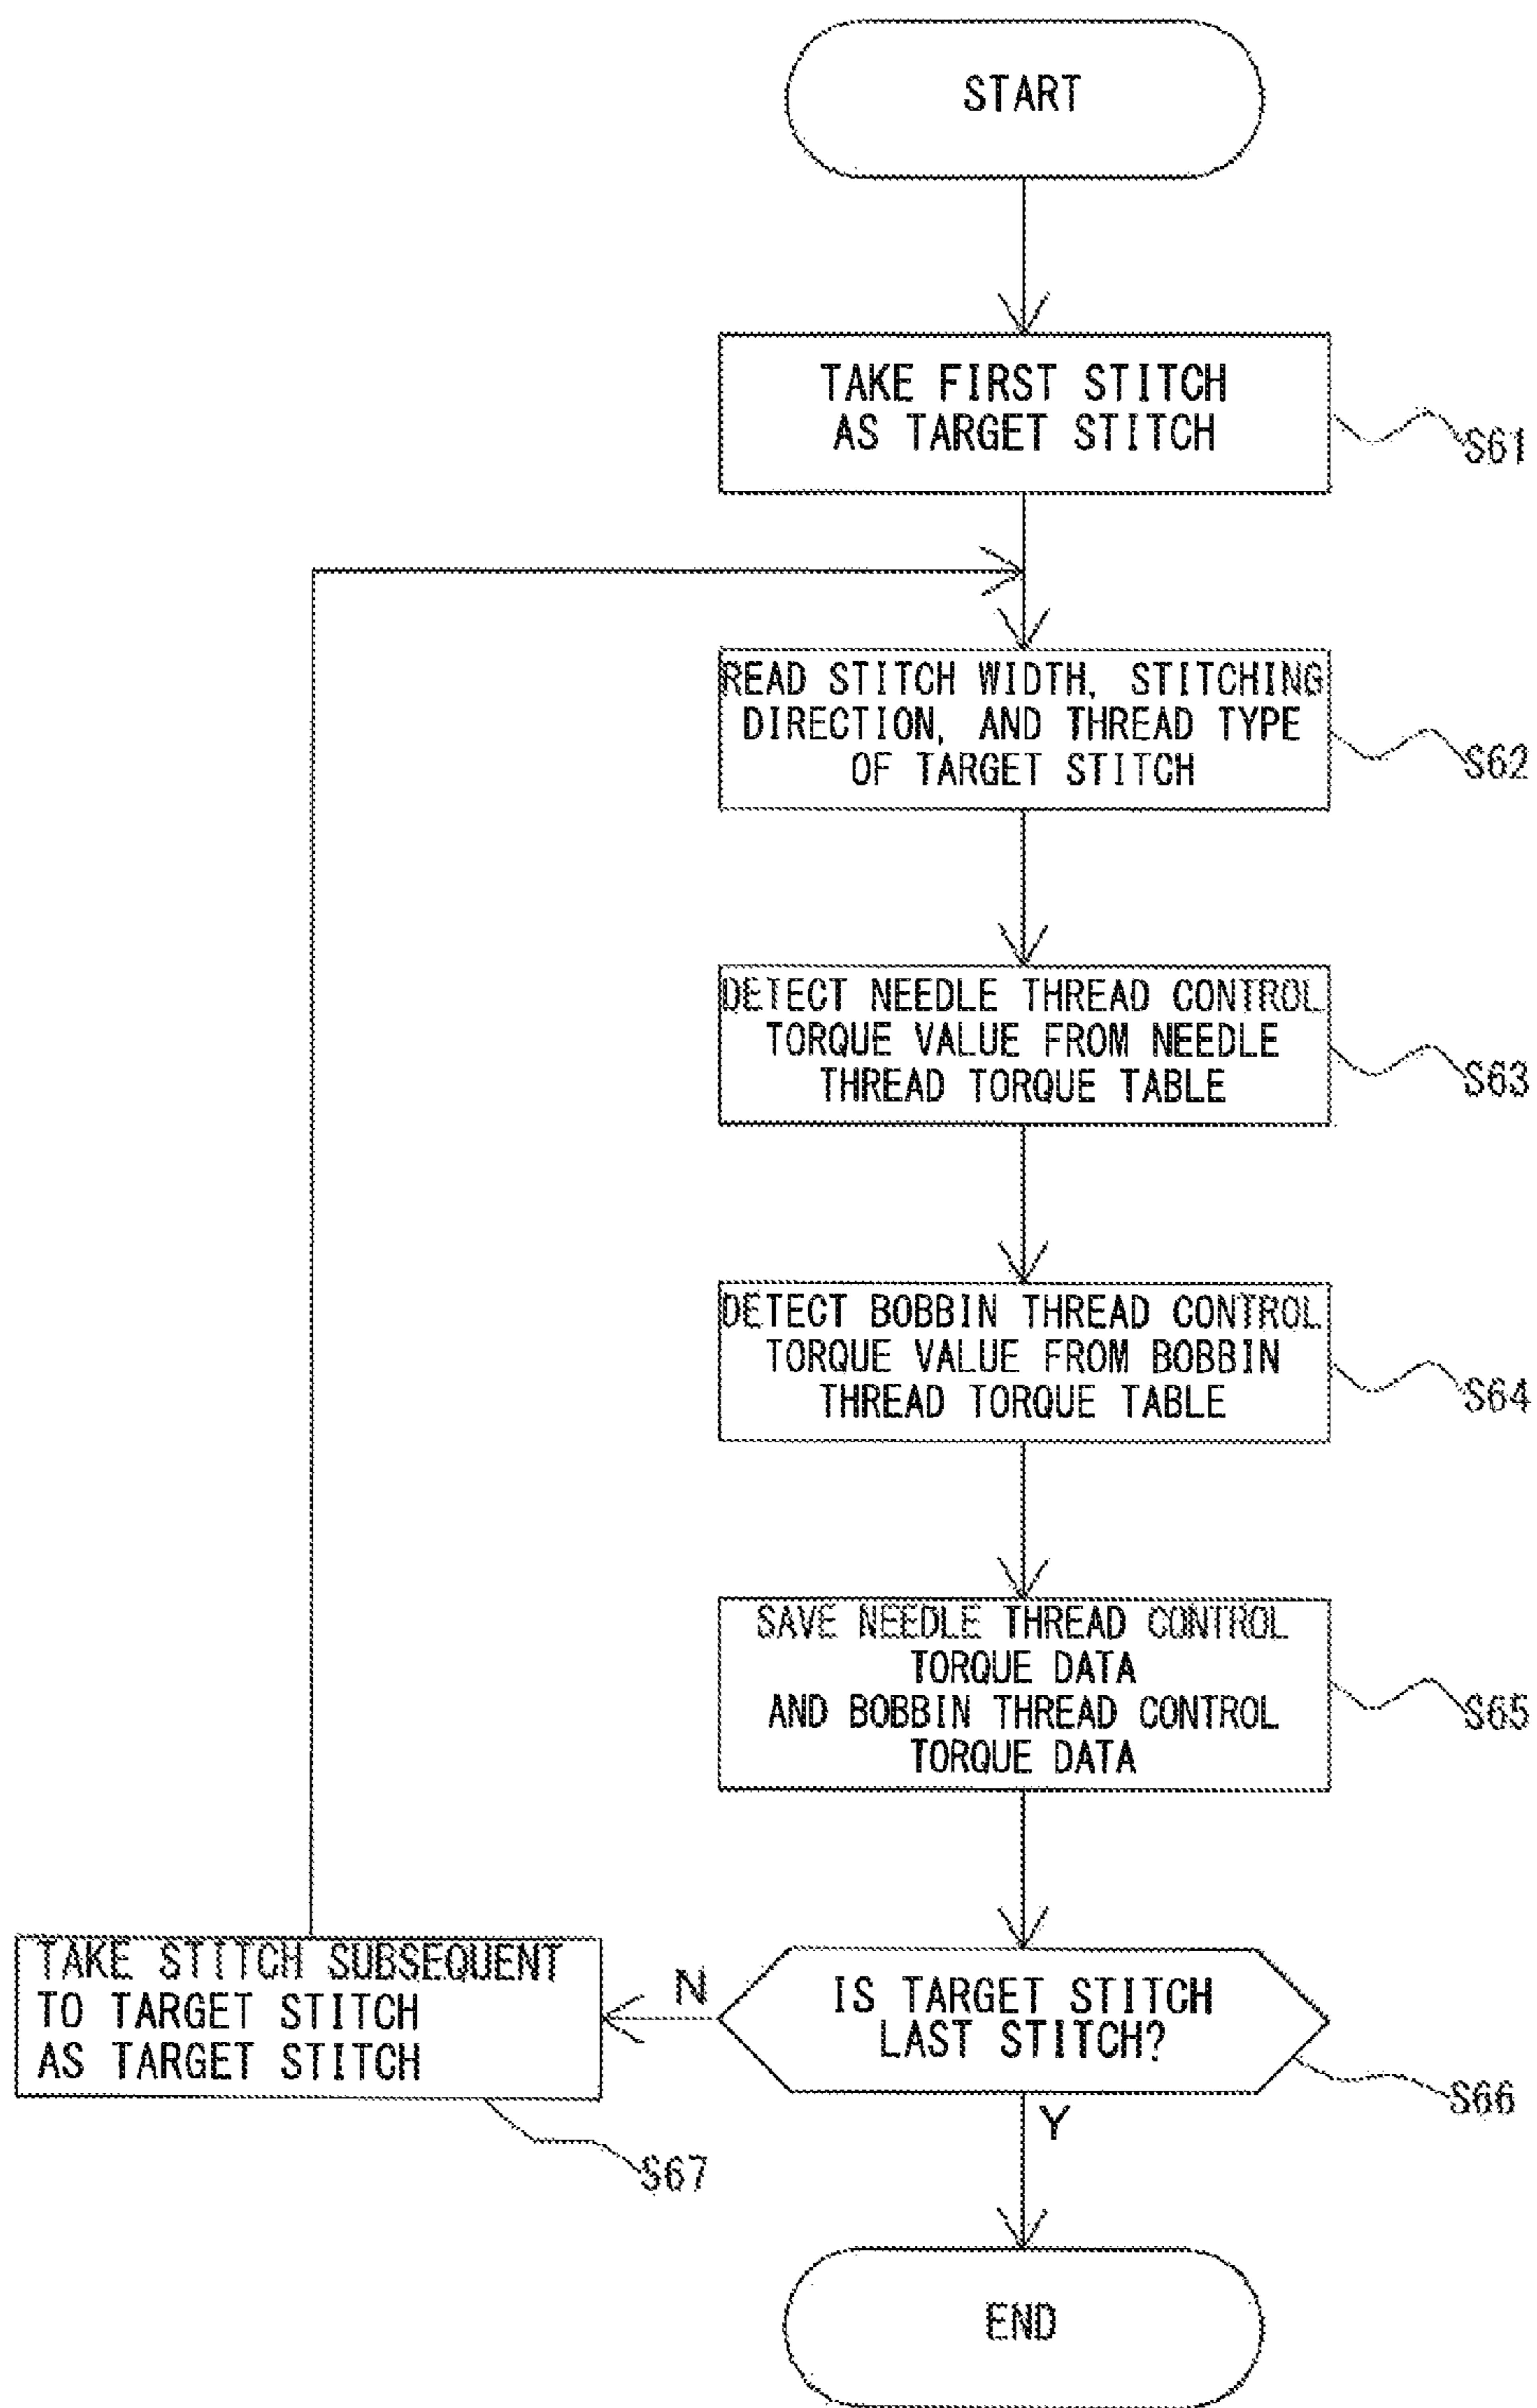 START
TAKE FIRST STITCH
AS TARGET STITCH
S61
READ STITCH WIDTH, STITCHING
DIRECTION, AND THREAD TYPE
OF TARGET STITCH
S62
DETECT NEEDLE THREAD CONTROL
TORQUE VALUE FROM NEEDLE
THREAD TORQUE TABLE
S63
DETECT BOBBIN THREAD CONTROL
TORQUE VALUE FROM BOBBIN
THREAD TORQUE TABLE
S64
SAVE NEEDLE THREAD CONTROL
TORQUE DATA
AND BOBBIN THREAD CONTROL
TORQUE DATA
S65
IS TARGET STITCH
LAST STITCH?
S66
N
TAKE STITCH SUBSEQUENT
TO TARGET STITCH
AS TARGET STITCH
S67
Y
END